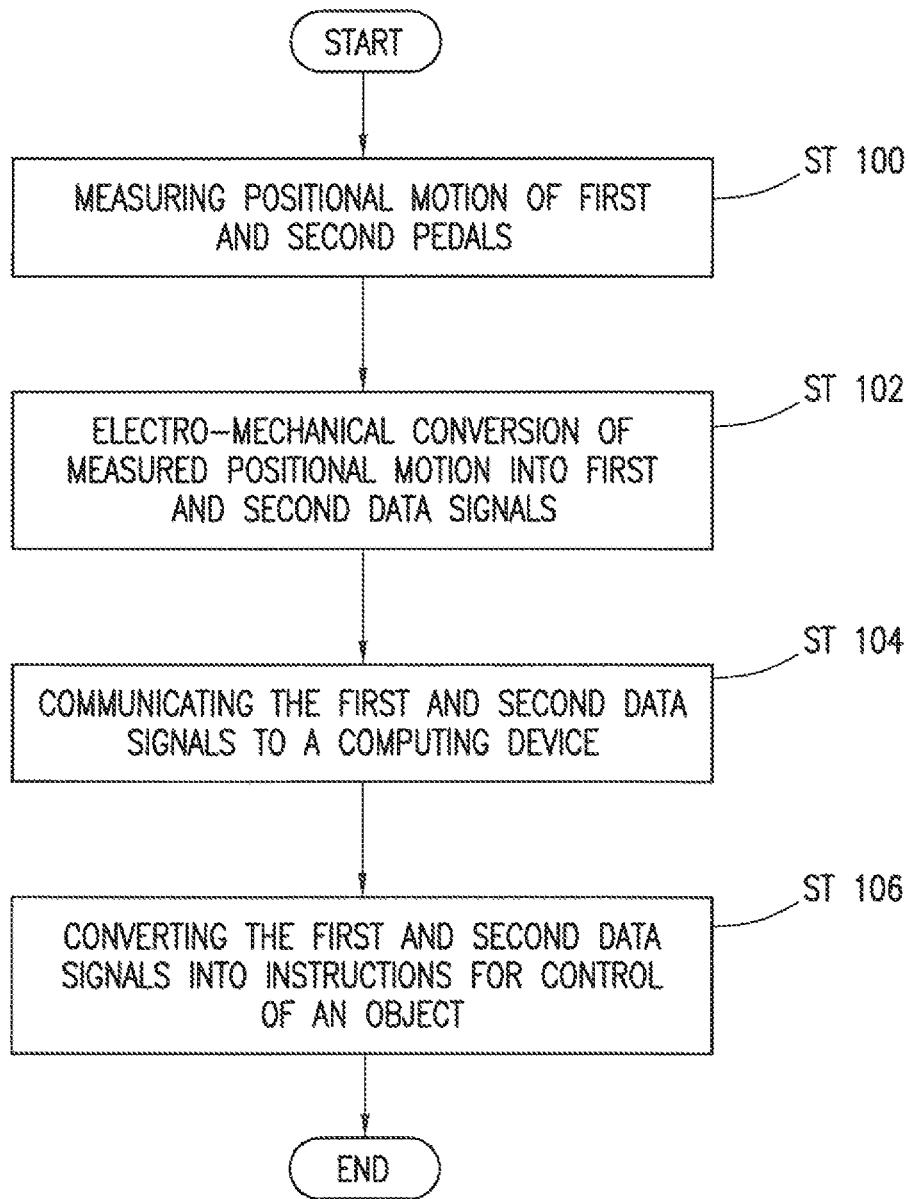 START
ST 100
MEASURING POSITIONAL MOTION OF FIRST
AND SECOND PEDALS
ST 102
ELECTRO-MECHANICAL CONVERSION OF
MEASURED POSITIONAL MOTION INTO FIRST
AND SECOND DATA SIGNALS
ST 104
COMMUNICATING THE FIRST AND SECOND DATA
SIGNALS TO A COMPUTING DEVICE
ST 106
CONVERTING THE FIRST AND SECOND DATA
SIGNALS INTO INSTRUCTIONS FOR CONTROL
OF AN OBJECT
END